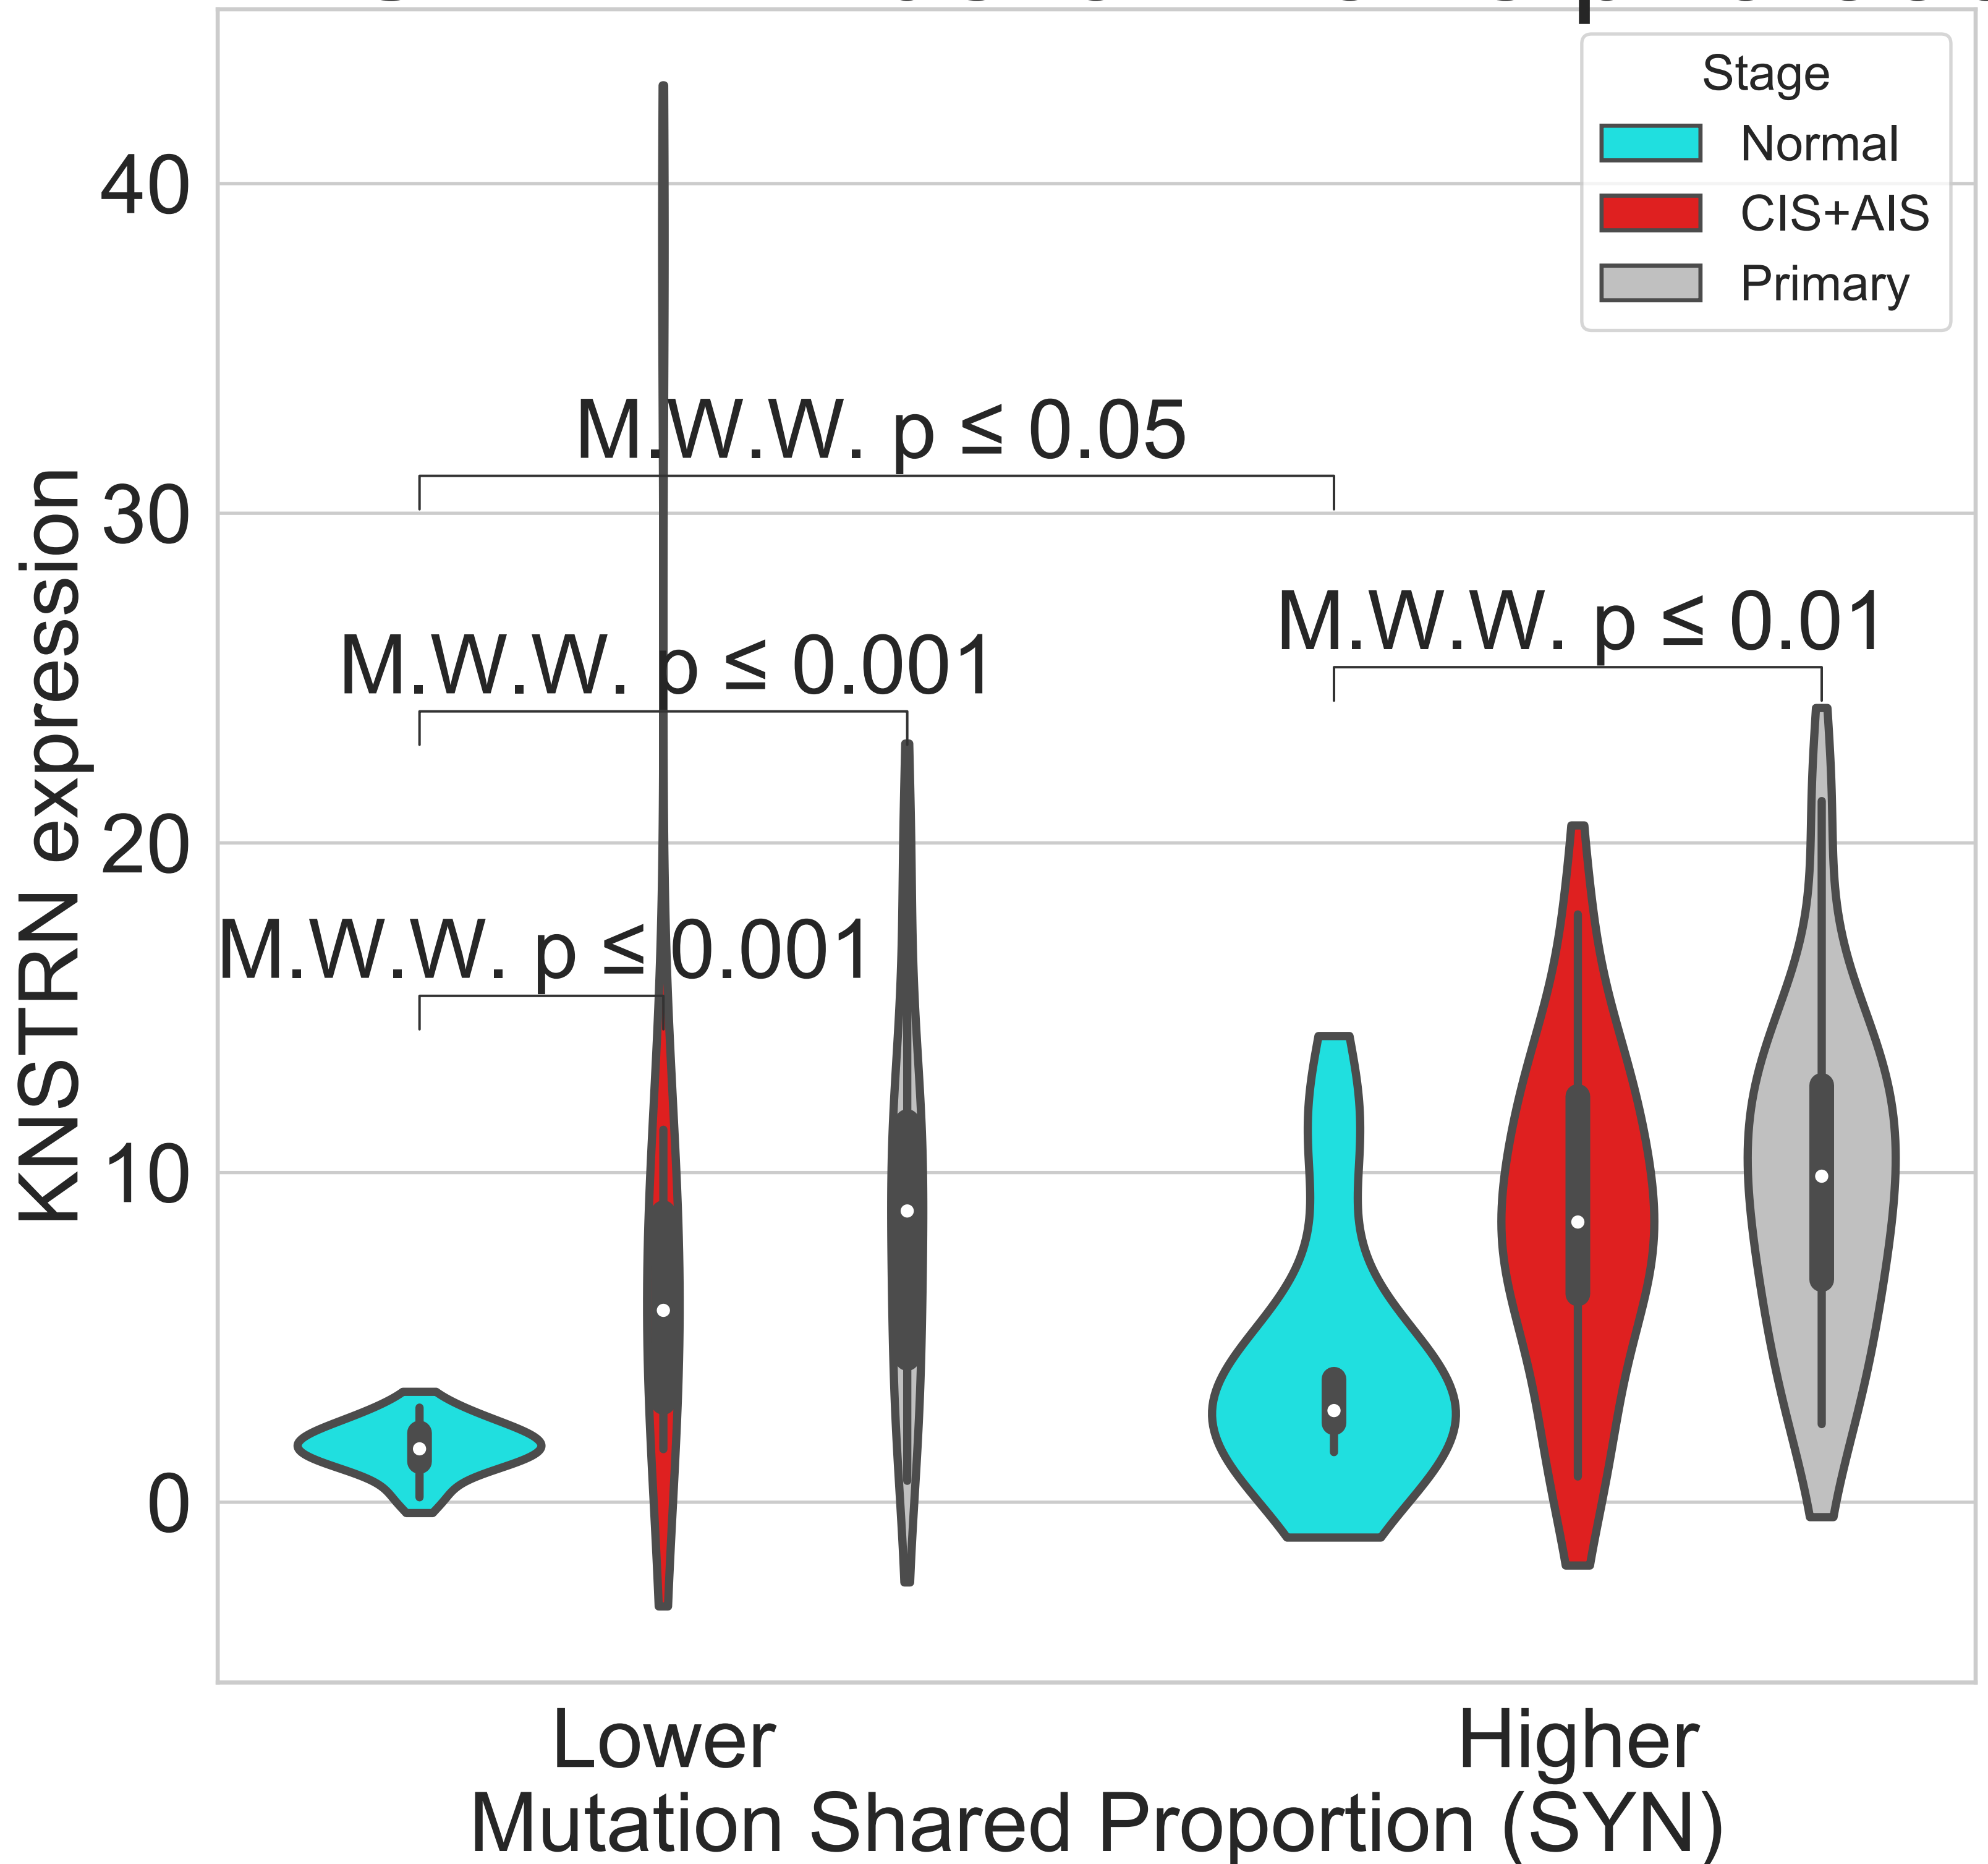 Stage
Normal
CIS+AIS
Primary
40
30
20
10
0
KNSTRN expression
M.W.W. p ≤ 0.05
M.W.W. p ≤ 0.01
M.W.W. p ≤ 0.001
M.W.W. p ≤ 0.001
Lower
Higher
Mutation Shared Proportion (SYN)